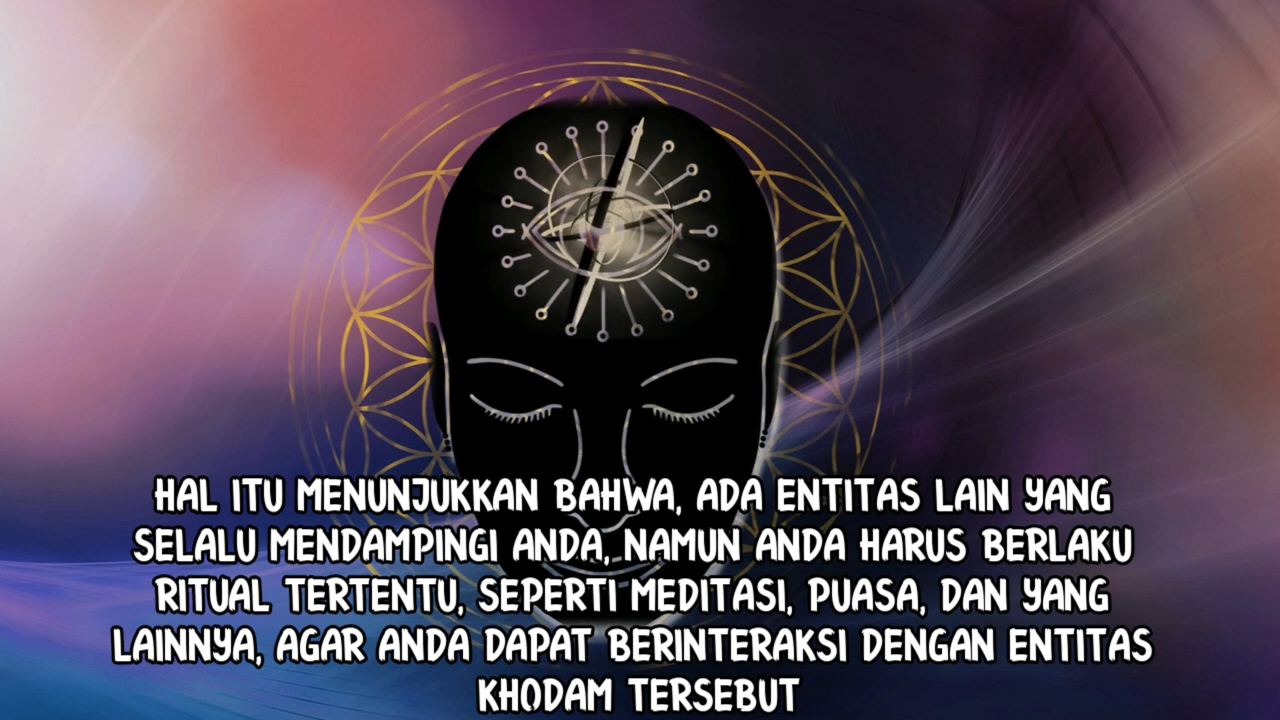 HAL ITU MENUNJUKKAN BAHWA, ADA ENTITAS LAIN YANG
SELALU MENDAMPINGI ANDA, NAMUN ANDA HARUS BERLAKU
RITUAL TERTENTU, SEPERTI MEDITASI, PUASA, DAN YANG
LAINNYA, AGAR ANDA DAPAT BERINTERAKSI DENGAN ENTITAS
KHODAM TERSEBUT